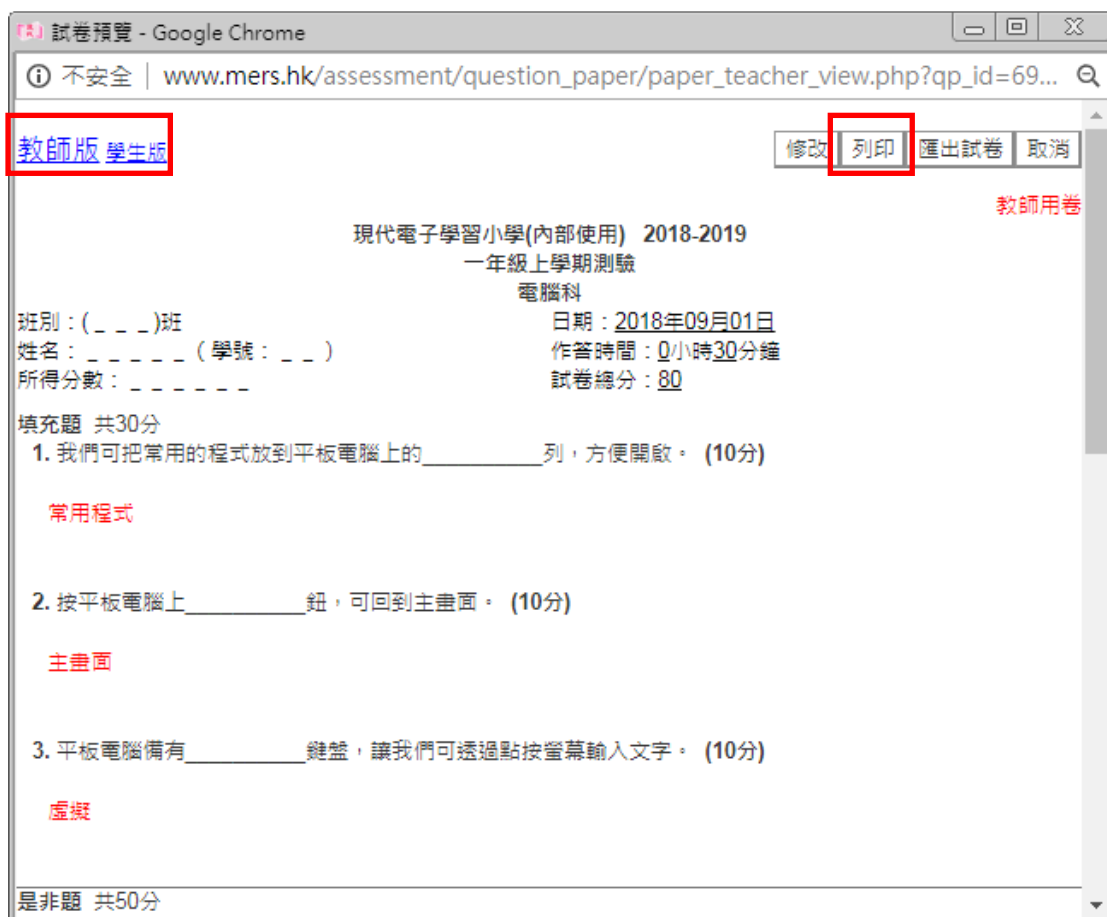 試卷預覽 - Google Chrome
不安全 | www.mers.hk/assessment/question_paper/paper_teacher_view.php?qp_id=69...
教師版 學生版 修改 列印 匯出試卷 取消
教師用卷
現代電子學習小學(內部使用) 2018-2019
一年級上學期測驗
電腦科
班別：( _ _ _ )班 日期：2018年09月01日
姓名： _ _ _ _ _ ( 學號： _ _ ) 作答時間：0小時30分鐘
所得分數： _ _ _ _ _ _ 試卷總分：80
填充題 共30分
1. 我們可把常用的程式放到平板電腦上的__________列，方便開啟。 (10分)
常用程式
2. 按平板電腦上__________鈕，可回到主畫面。 (10分)
主畫面
3. 平板電腦備有__________鍵盤，讓我們可透過點按螢幕輸入文字。 (10分)
虛擬
是非題 共50分